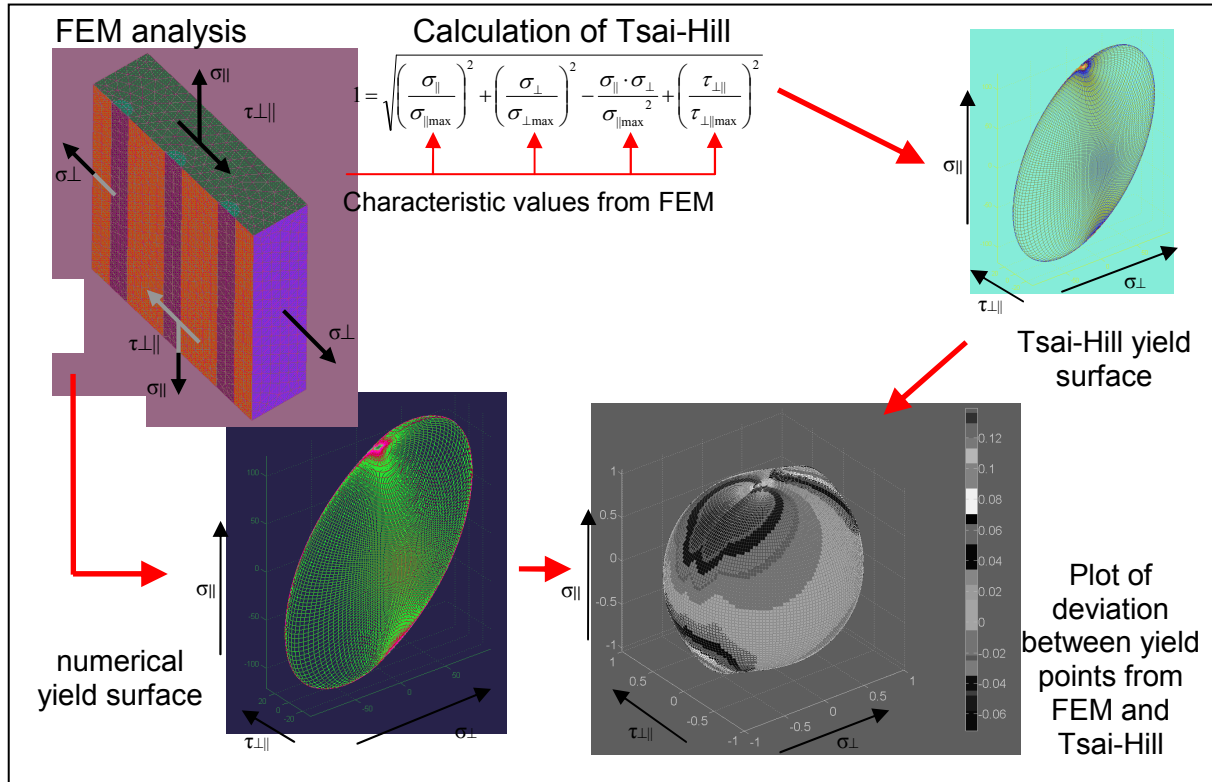 FEM analysis
Calculation of Tsai-Hill
1 = √((σ∥/σ∥max)² + (σ⊥/σ⊥max)² − σ∥·σ⊥/σ∥max² + (τ⊥∥/τ⊥∥max)²)
Characteristic values from FEM
σ∥
τ⊥∥
σ⊥
σ⊥
τ⊥∥
σ∥
σ∥
σ⊥
τ⊥∥
Tsai-Hill yield
surface
numerical
yield surface
σ∥
100
50
0
-50
-100
20
0
-20
-50
0
50
τ⊥∥
σ⊥
σ∥
1
0.5
0
-0.5
-1
1
0.5
0
-0.5
-1
-1
-0.5
0
0.5
1
τ⊥∥
σ⊥
0.12
0.1
0.08
0.06
0.04
0.02
0
-0.02
-0.04
-0.06
Plot of
deviation
between yield
points from
FEM and
Tsai-Hill